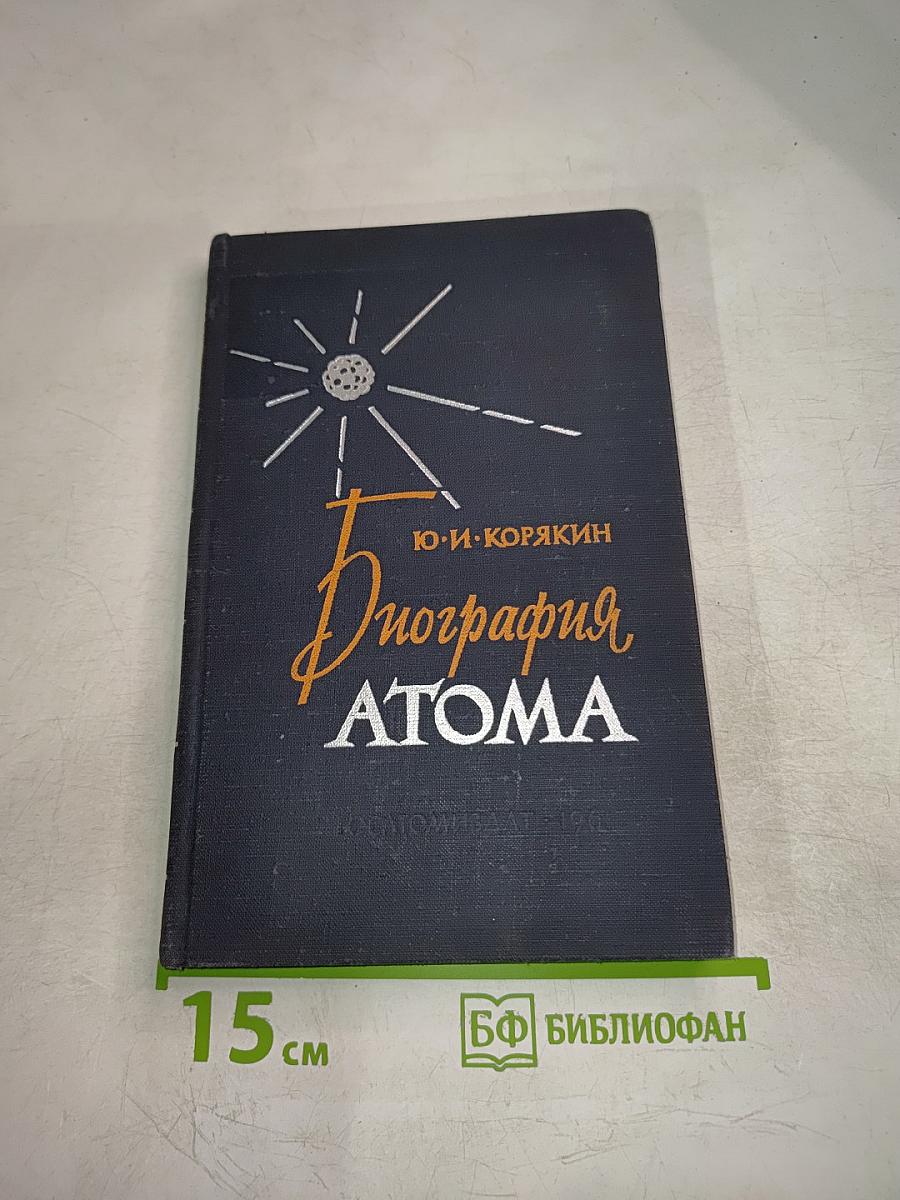 Ю·И·КОРЯКИН
Биография
АТОМА
15 см
БФ БИБЛИОФАН